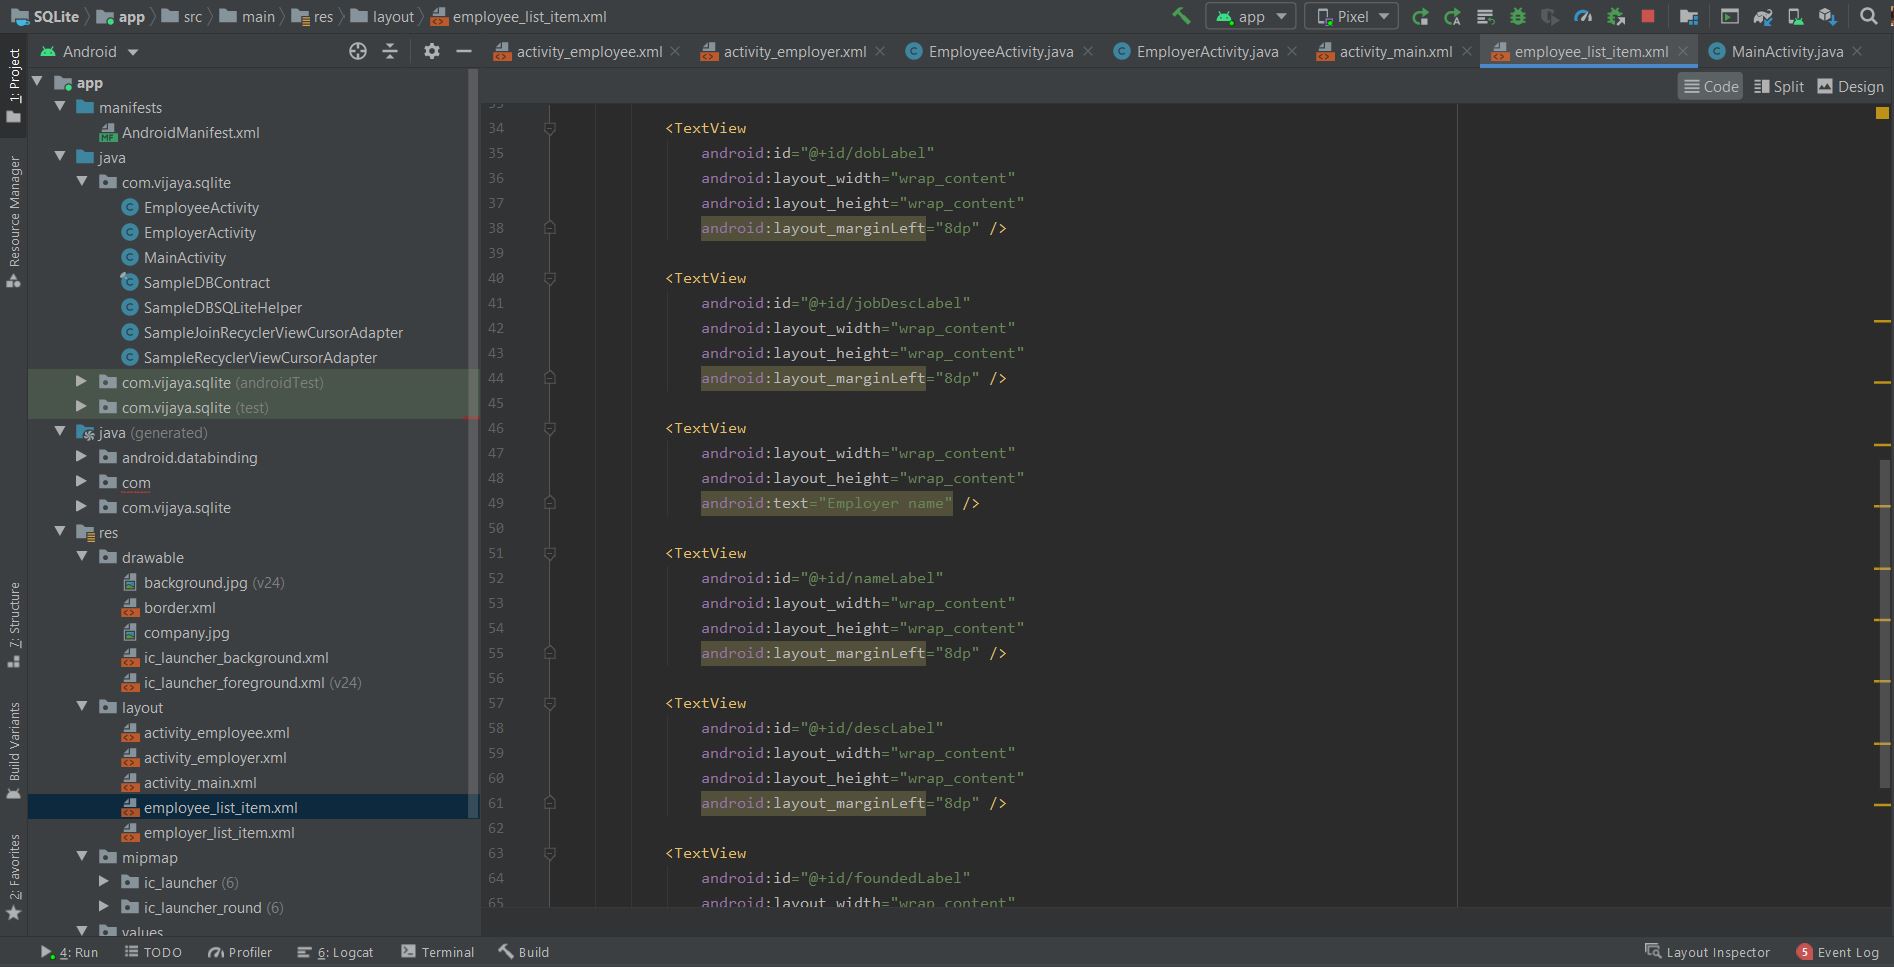 SQLite app src main res layout employee_list_item.xml app Pixel
Android
activity_employee.xml activity_employer.xml EmployeeActivity.java EmployerActivity.java activity_main.xml employee_list_item.xml MainActivity.java
Code Split Design
1: Project
Resource Manager
7: Structure
Build Variants
2: Favorites
app
manifests
AndroidManifest.xml
java
com.vijaya.sqlite
EmployeeActivity
EmployerActivity
MainActivity
SampleDBContract
SampleDBSQLiteHelper
SampleJoinRecyclerViewCursorAdapter
SampleRecyclerViewCursorAdapter
com.vijaya.sqlite (androidTest)
com.vijaya.sqlite (test)
java (generated)
android.databinding
com
com.vijaya.sqlite
res
drawable
background.jpg (v24)
border.xml
company.jpg
ic_launcher_background.xml
ic_launcher_foreground.xml (v24)
layout
activity_employee.xml
activity_employer.xml
activity_main.xml
employee_list_item.xml
employer_list_item.xml
mipmap
ic_launcher (6)
ic_launcher_round (6)
values
33
34 <TextView
35 android:id="@+id/dobLabel"
36 android:layout_width="wrap_content"
37 android:layout_height="wrap_content"
38 android:layout_marginLeft="8dp" />
39
40 <TextView
41 android:id="@+id/jobDescLabel"
42 android:layout_width="wrap_content"
43 android:layout_height="wrap_content"
44 android:layout_marginLeft="8dp" />
45
46 <TextView
47 android:layout_width="wrap_content"
48 android:layout_height="wrap_content"
49 android:text="Employer name" />
50
51 <TextView
52 android:id="@+id/nameLabel"
53 android:layout_width="wrap_content"
54 android:layout_height="wrap_content"
55 android:layout_marginLeft="8dp" />
56
57 <TextView
58 android:id="@+id/descLabel"
59 android:layout_width="wrap_content"
60 android:layout_height="wrap_content"
61 android:layout_marginLeft="8dp" />
62
63 <TextView
64 android:id="@+id/foundedLabel"
65 android:layout_width="wrap_content"
4: Run TODO Profiler 6: Logcat Terminal Build Layout Inspector 5 Event Log